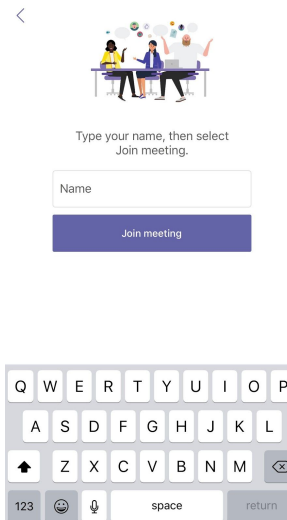 Type your name, then select
Join meeting.
Name
Join meeting
Q W E R T Y U I O P
A S D F G H J K L
Z X C V B N M
123 space return